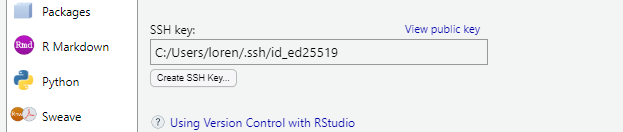 Packages
SSH key:
View public key
Rmd
R Markdown
C:/Users/loren/.ssh/id_ed25519
Create SSH Key...
Python
Sweave
? Using Version Control with RStudio